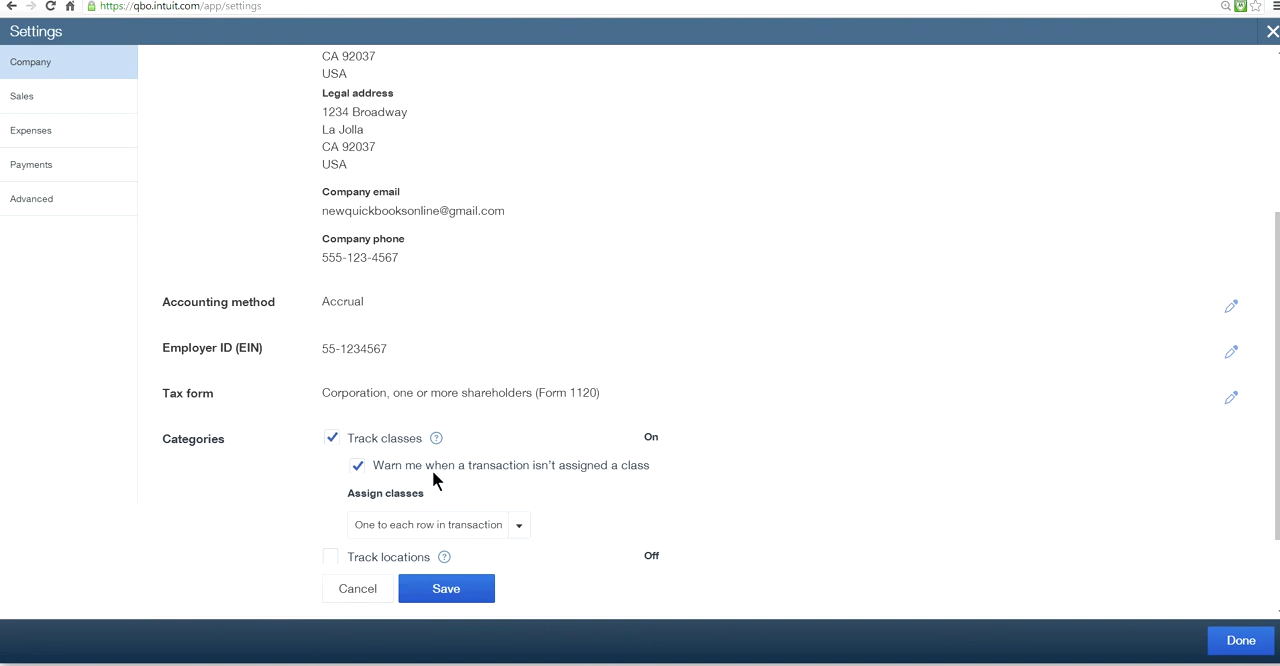 https://qbo.intuit.com/app/settings
Settings
Company
Sales
Expenses
Payments
Advanced
CA 92037
USA
Legal address
1234 Broadway
La Jolla
CA 92037
USA
Company email
newquickbooksonline@gmail.com
Company phone
555-123-4567
Accounting method Accrual
Employer ID (EIN) 55-1234567
Tax form Corporation, one or more shareholders (Form 1120)
Categories Track classes ? On
Warn me when a transaction isn't assigned a class
Assign classes
One to each row in transaction
Track locations ? Off
Cancel Save
Done